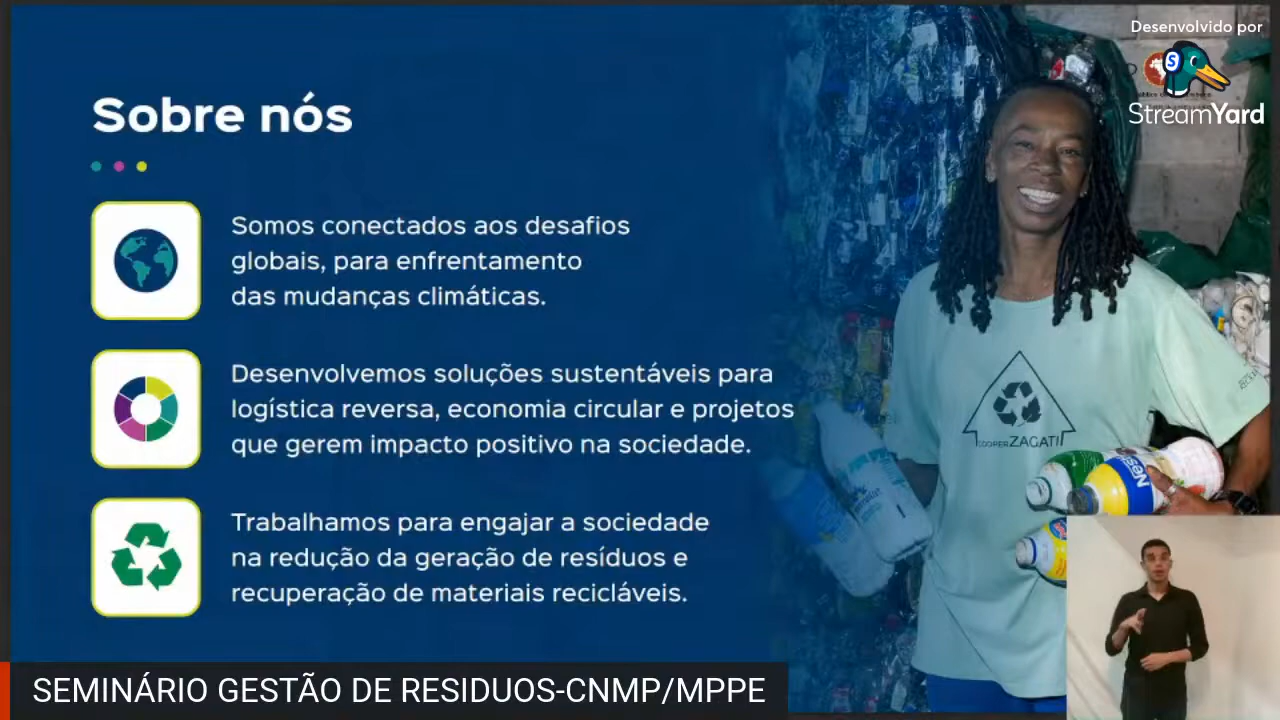 Desenvolvido por
StreamYard
Sobre nós
Somos conectados aos desafios
globais, para enfrentamento
das mudanças climáticas.
Desenvolvemos soluções sustentáveis para
logística reversa, economia circular e projetos
que gerem impacto positivo na sociedade.
Trabalhamos para engajar a sociedade
na redução da geração de resíduos e
recuperação de materiais recicláveis.
COOPERZAGATI
Nestlé
SEMINÁRIO GESTÃO DE RESIDUOS-CNMP/MPPE